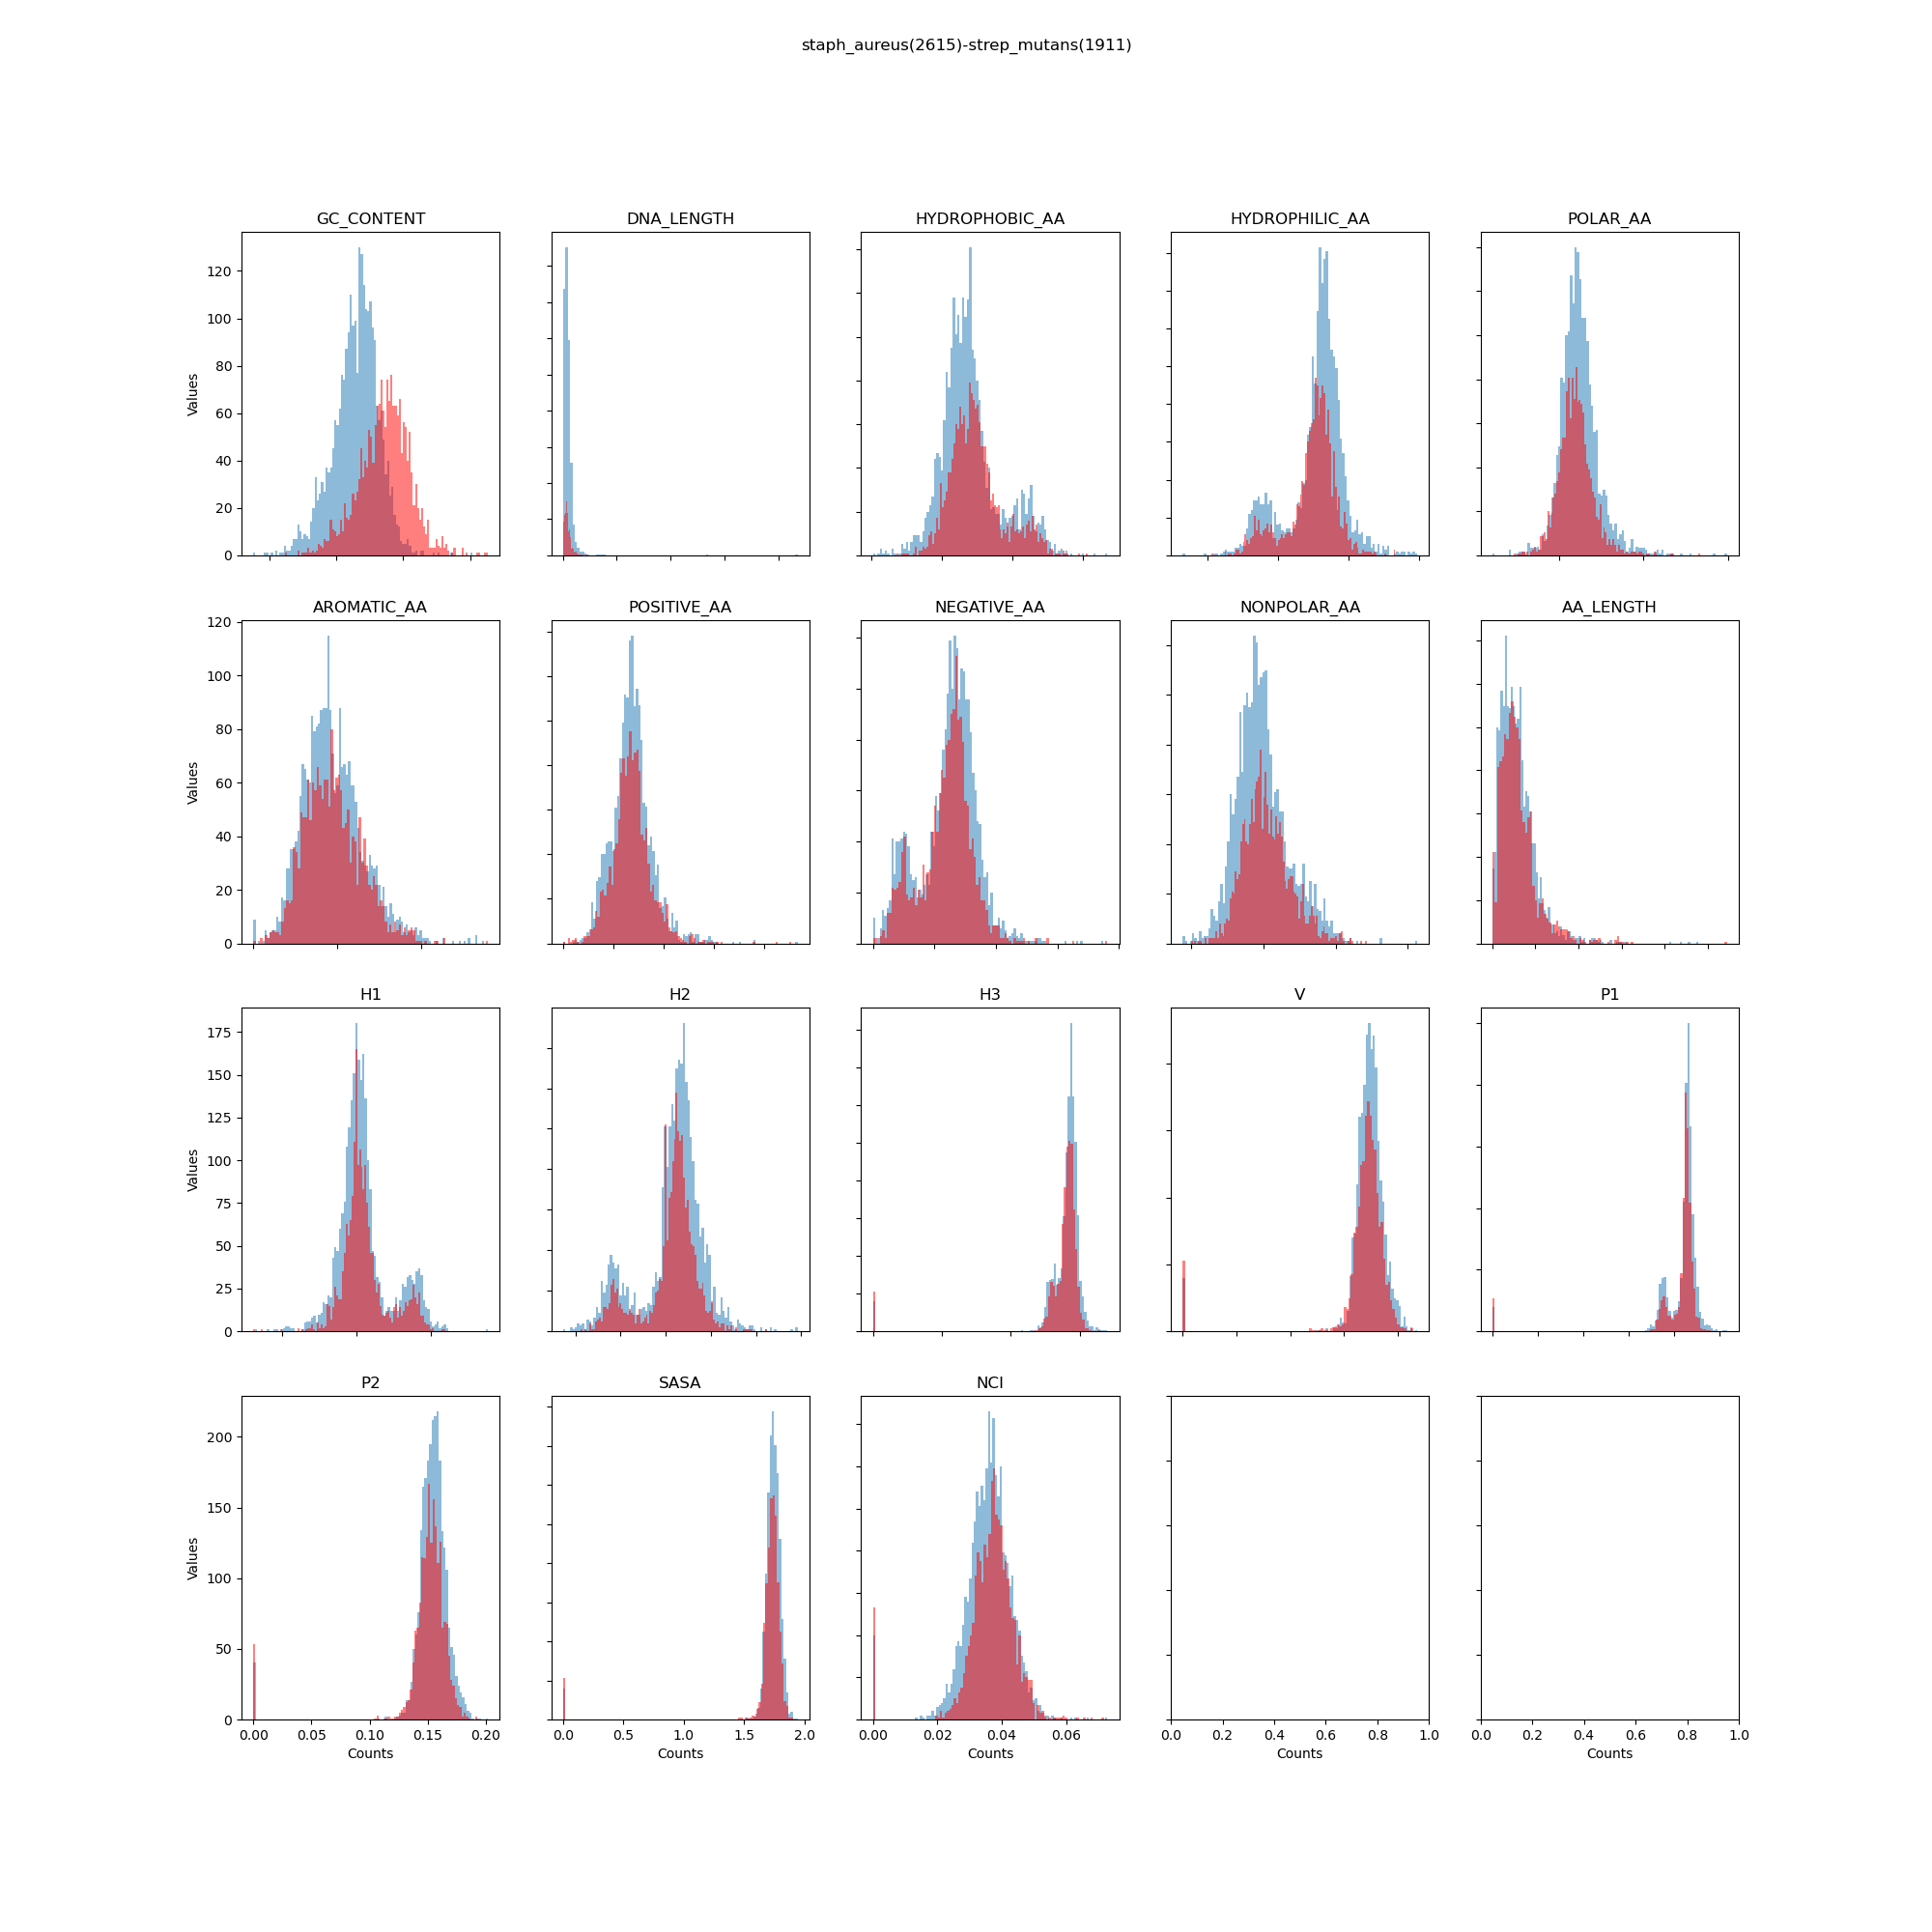 staph_aureus(2615)-strep_mutans(1911)
GC_CONTENT DNA_LENGTH HYDROPHOBIC_AA HYDROPHILIC_AA POLAR_AA
120
100
80
60
40
20
0
Values
AROMATIC_AA POSITIVE_AA NEGATIVE_AA NONPOLAR_AA AA_LENGTH
120
100
80
60
40
20
0
Values
H1 H2 H3 V P1
175
150
125
100
75
50
25
0
Values
P2 SASA NCI
200
150
100
50
0
Values
0.00 0.05 0.10 0.15 0.20 0.0 0.5 1.0 1.5 2.0 0.00 0.02 0.04 0.06 0.0 0.2 0.4 0.6 0.8 1.0 0.0 0.2 0.4 0.6 0.8 1.0
Counts Counts Counts Counts Counts